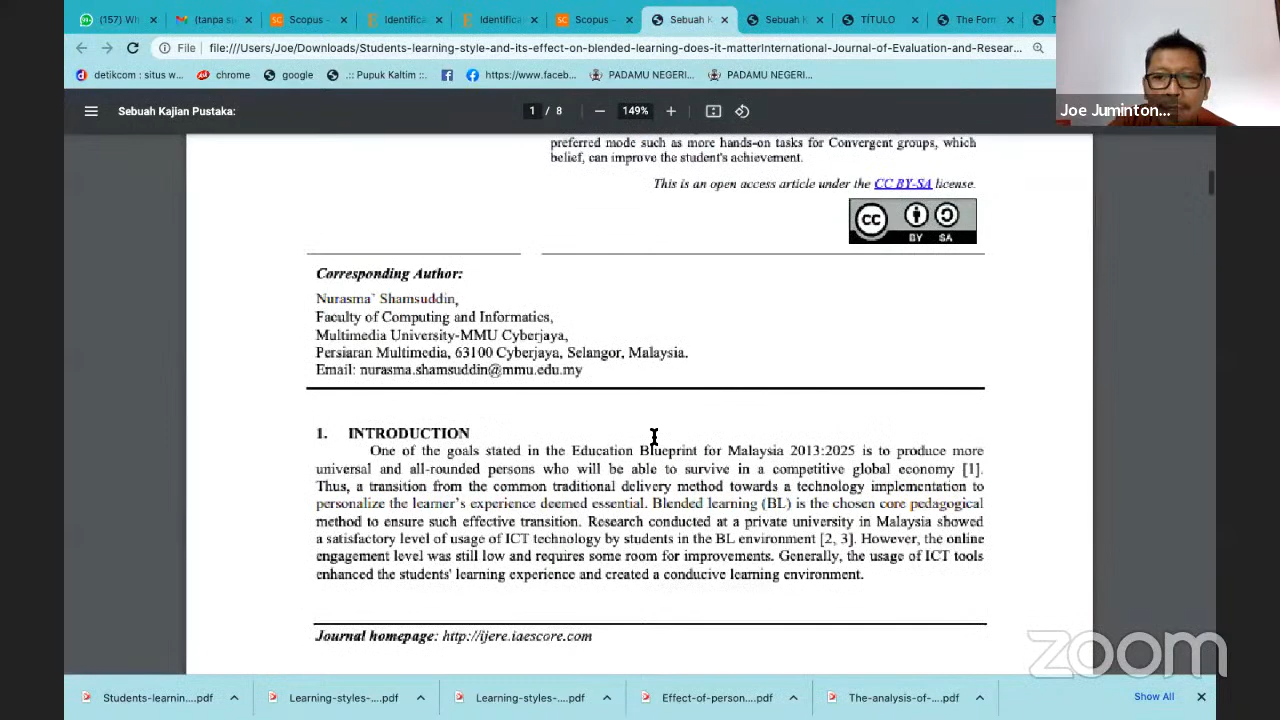 (157) Wh
(tanpa s
Scopus -
Identifica
Identifica
Scopus -
Sebuah K
Sebuah K
TÍTULO
The Form
File
file:///Users/Joe/Downloads/Students-learning-style-and-its-effect-on-blended-learning-does-it-matterInternational-Journal-of-Evaluation-and-Resear...
detikcom : situs w...
chrome
google
.:: Pupuk Kaltim ::.
https://www.faceb...
PADAMU NEGERI...
PADAMU NEGERI...
Sebuah Kajian Pustaka:
1 / 8
149%
Joe Juminton...
preferred mode such as more hands-on tasks for Convergent groups, which
belief, can improve the student's achievement.
This is an open access article under the CC BY-SA license.
cc
BY SA
Corresponding Author:
Nurasma` Shamsuddin,
Faculty of Computing and Informatics,
Multimedia University-MMU Cyberjaya,
Persiaran Multimedia, 63100 Cyberjaya, Selangor, Malaysia.
Email: nurasma.shamsuddin@mmu.edu.my
1. INTRODUCTION
One of the goals stated in the Education Blueprint for Malaysia 2013:2025 is to produce more
universal and all-rounded persons who will be able to survive in a competitive global economy [1].
Thus, a transition from the common traditional delivery method towards a technology implementation to
personalize the learner's experience deemed essential. Blended learning (BL) is the chosen core pedagogical
method to ensure such effective transition. Research conducted at a private university in Malaysia showed
a satisfactory level of usage of ICT technology by students in the BL environment [2, 3]. However, the online
engagement level was still low and requires some room for improvements. Generally, the usage of ICT tools
enhanced the students' learning experience and created a conducive learning environment.
Journal homepage: http://ijere.iaescore.com
zoom
Students-learnin....pdf
Learning-styles-....pdf
Learning-styles-....pdf
Effect-of-person....pdf
The-analysis-of-....pdf
Show All